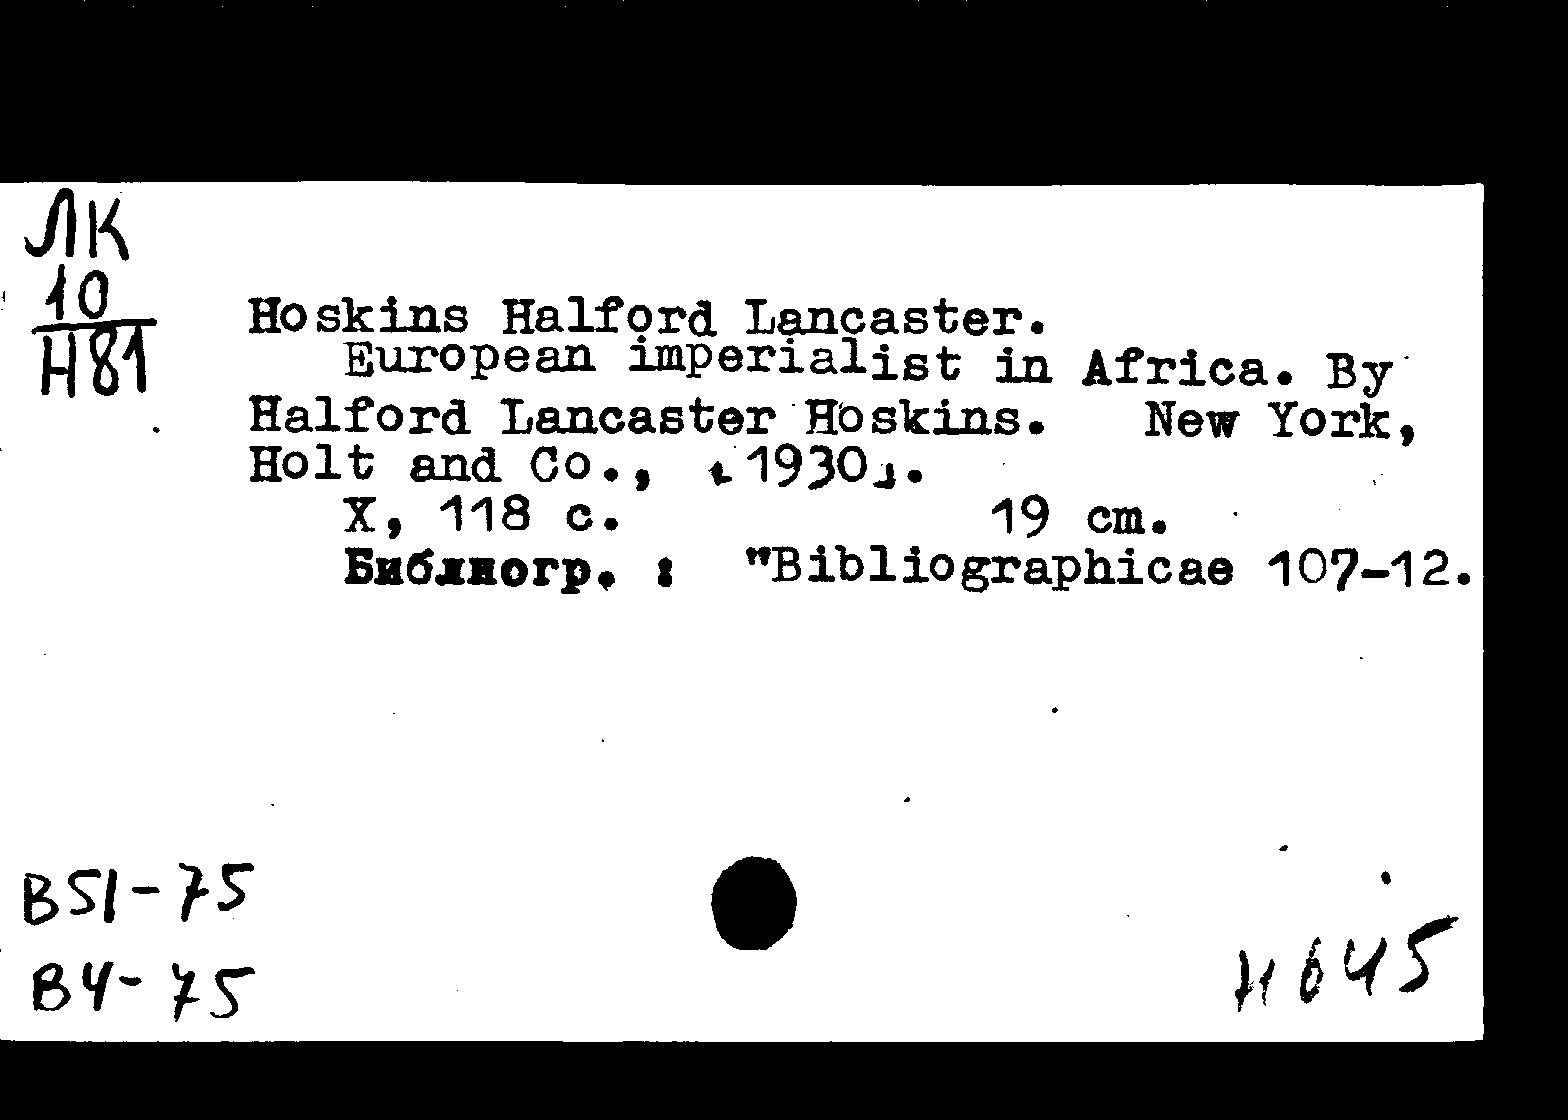 ЛК
10
H81
Hoskins Halford Lancaster.
European imperialist in Africa. By
Halford Lancaster Hoskins. New York,
Holt and Co., [1930].
X, 118 с. 19 cm.
Библиогр. : "Bibliographicae 107-12.
B51-75
B4-75
H645